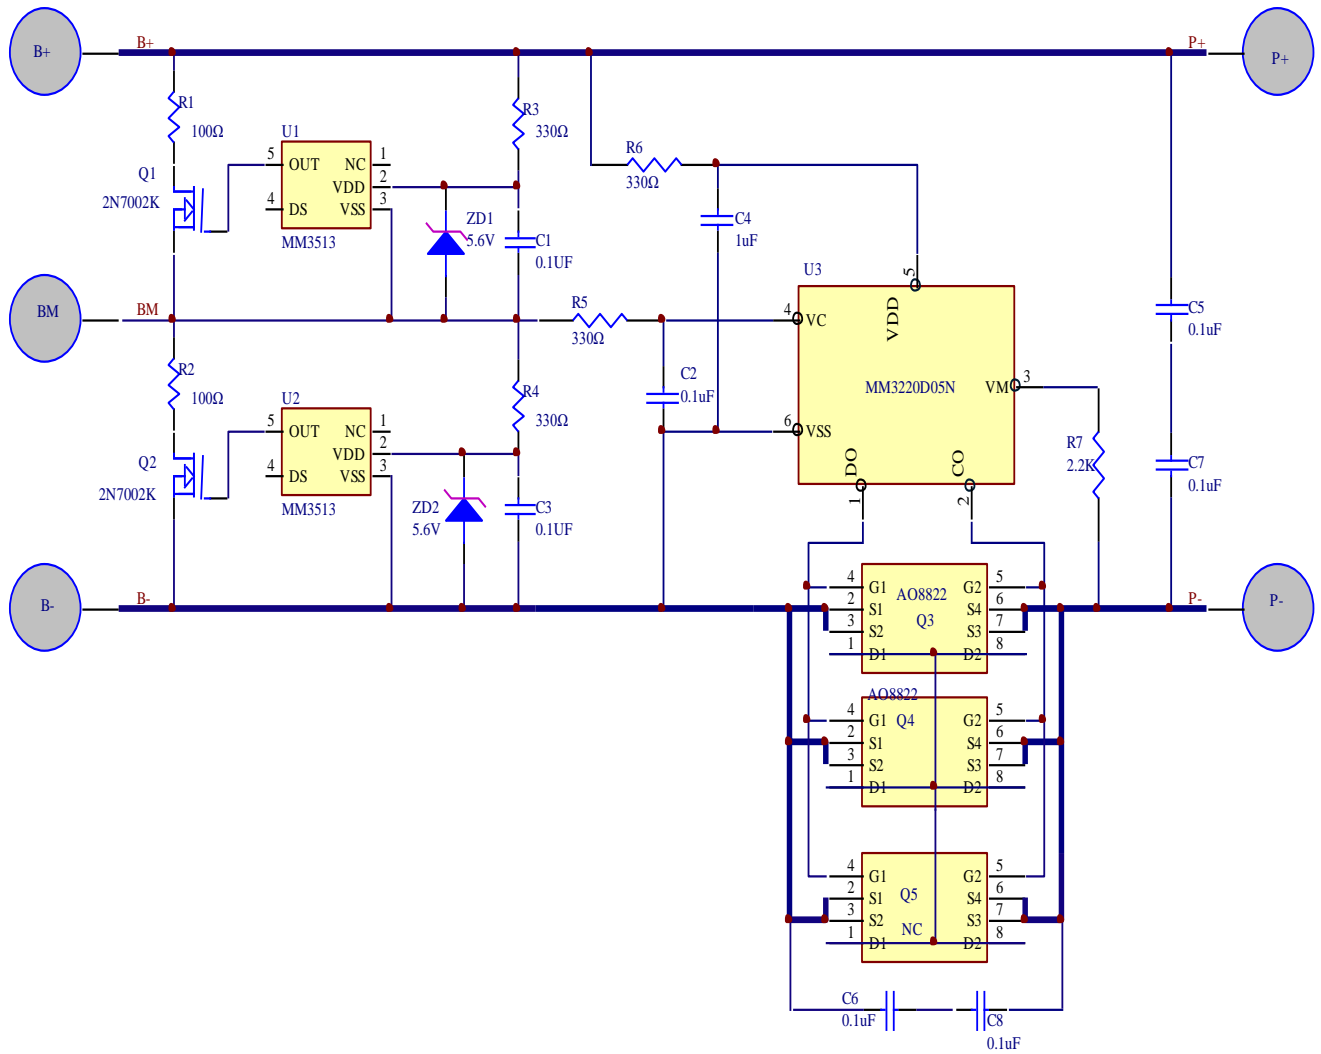 B+
B+
P+
P+
R1
100Ω
R3
330Ω
U1
5
OUT
NC
1
VDD
2
4
DS
VSS
3
MM3513
Q1
2N7002K
ZD1
5.6V
C1
0.1UF
R6
330Ω
C4
1uF
C5
0.1uF
BM
BM
R5
330Ω
U3
5
VDD
4
VC
MM3220D05N
VM
3
6
VSS
DO
CO
1
2
R2
100Ω
C2
0.1uF
R4
330Ω
U2
5
OUT
NC
1
VDD
2
4
DS
VSS
3
MM3513
Q2
2N7002K
ZD2
5.6V
C3
0.1UF
R7
2.2K
C7
0.1uF
B-
B-
P-
P-
4
G1
AO8822
G2
5
2
S1
S4
6
3
S2
Q3
S3
7
1
D1
D2
8
AO8822
4
G1
Q4
G2
5
2
S1
S4
6
3
S2
S3
7
1
D1
D2
8
4
G1
G2
5
2
S1
Q5
S4
6
3
S2
S3
7
1
D1
NC
D2
8
C6
0.1uF
C8
0.1uF